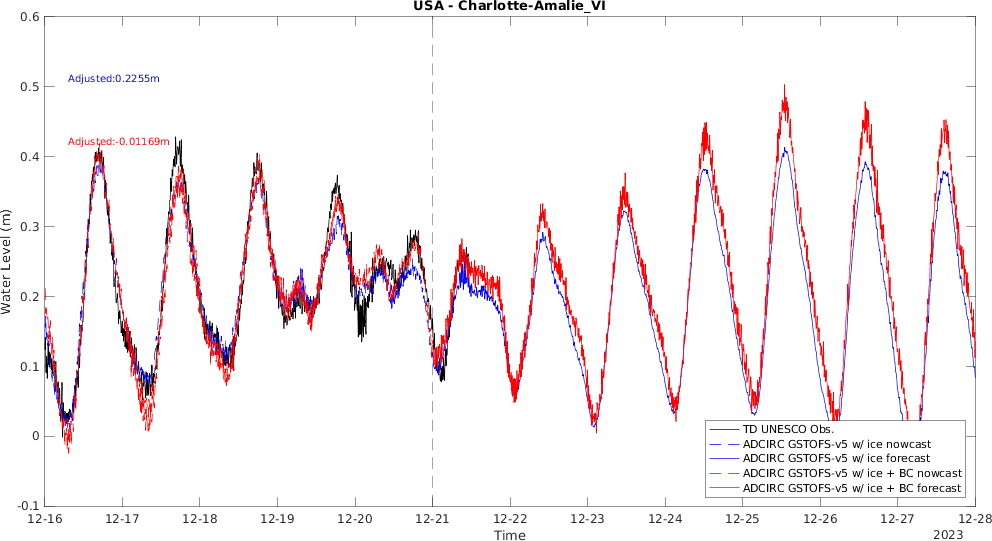 USA - Charlotte-Amalie_VI
0.6
0.5
0.4
0.3
0.2
0.1
0
-0.1
Water Level (m)
Adjusted:0.2255m
Adjusted:-0.01169m
TD UNESCO Obs.
ADCIRC GSTOFS-v5 w/ ice nowcast
ADCIRC GSTOFS-v5 w/ ice forecast
ADCIRC GSTOFS-v5 w/ ice + BC nowcast
ADCIRC GSTOFS-v5 w/ ice + BC forecast
12-16 12-17 12-18 12-19 12-20 12-21 12-22 12-23 12-24 12-25 12-26 12-27 12-28
Time
2023